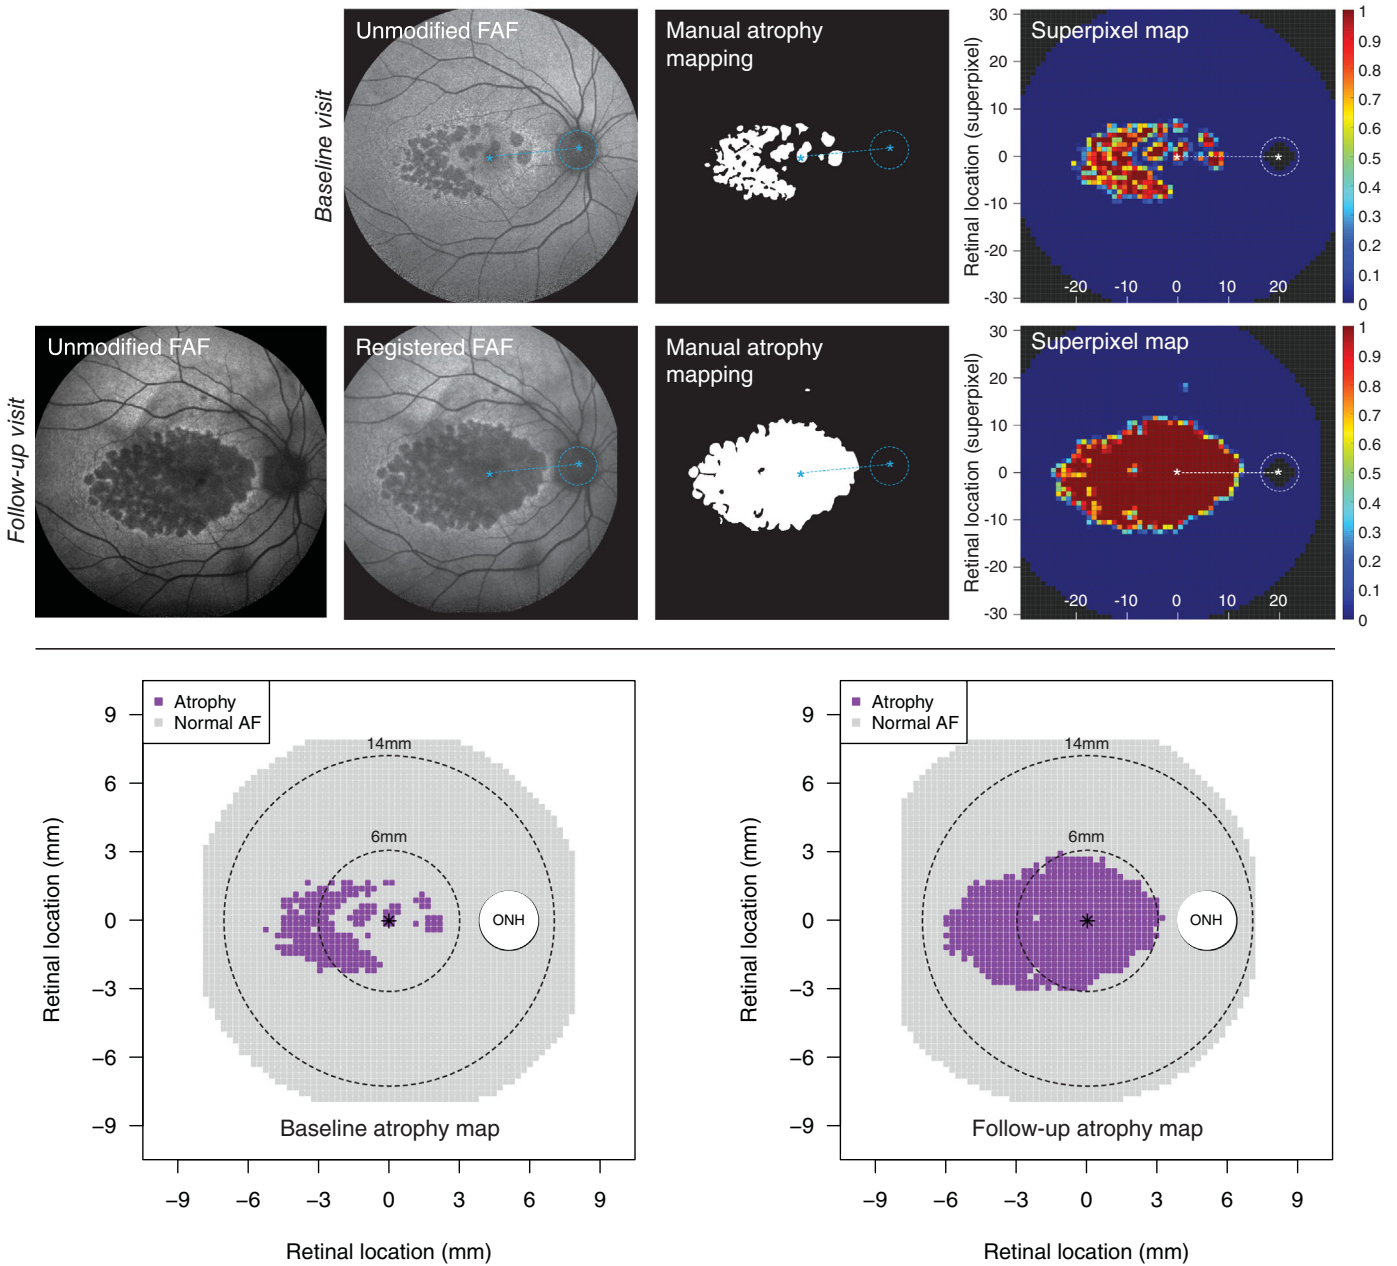 Baseline visit
Unmodified FAF
Manual atrophy
mapping
Superpixel map
Retinal location (superpixel)
30
20
10
0
-10
-20
-30
-20 -10 0 10 20
1
0.9
0.8
0.7
0.6
0.5
0.4
0.3
0.2
0.1
0
Follow-up visit
Unmodified FAF
Registered FAF
Manual atrophy
mapping
Superpixel map
Retinal location (superpixel)
30
20
10
0
-10
-20
-30
-20 -10 0 10 20
1
0.9
0.8
0.7
0.6
0.5
0.4
0.3
0.2
0.1
0
Atrophy
Normal AF
14mm
6mm
ONH
Baseline atrophy map
Retinal location (mm)
9
6
3
0
−3
−6
−9
−9 −6 −3 0 3 6 9
Retinal location (mm)
Atrophy
Normal AF
14mm
6mm
ONH
Follow-up atrophy map
Retinal location (mm)
9
6
3
0
−3
−6
−9
−9 −6 −3 0 3 6 9
Retinal location (mm)